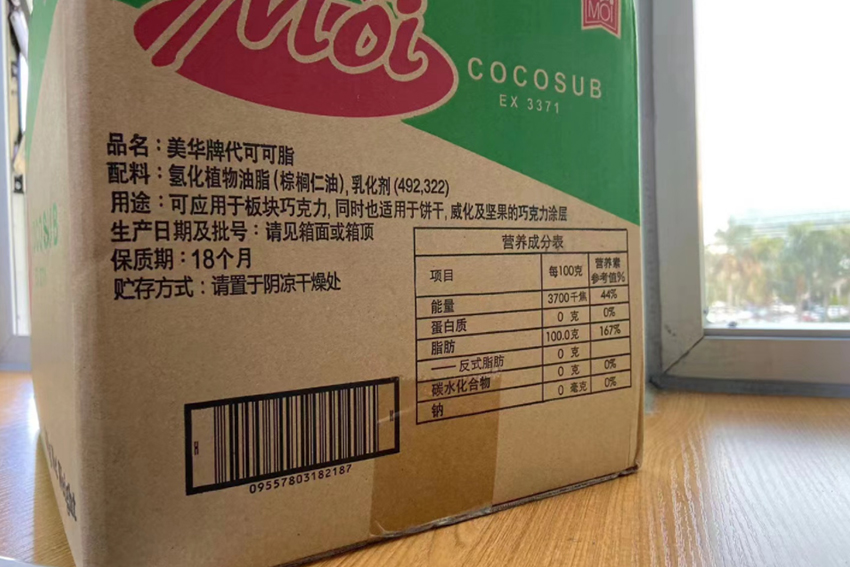 Moi
MOI
COCOSUB
EX 3371
品名：美华牌代可可脂
配料：氢化植物油脂(棕榈仁油), 乳化剂(492,322)
用途：可应用于板块巧克力, 同时也适用于饼干, 威化及坚果的巧克力涂层
生产日期及批号：请见箱面或箱顶
保质期：18个月
贮存方式：请置于阴凉干燥处
营养成分表
项目 每100克 营养素参考值%
能量 3700千焦 44%
蛋白质 0 克 0%
脂肪 100.0克 167%
——反式脂肪 0 克
碳水化合物 0 克 0%
钠 0 毫克 0%
09557803182187